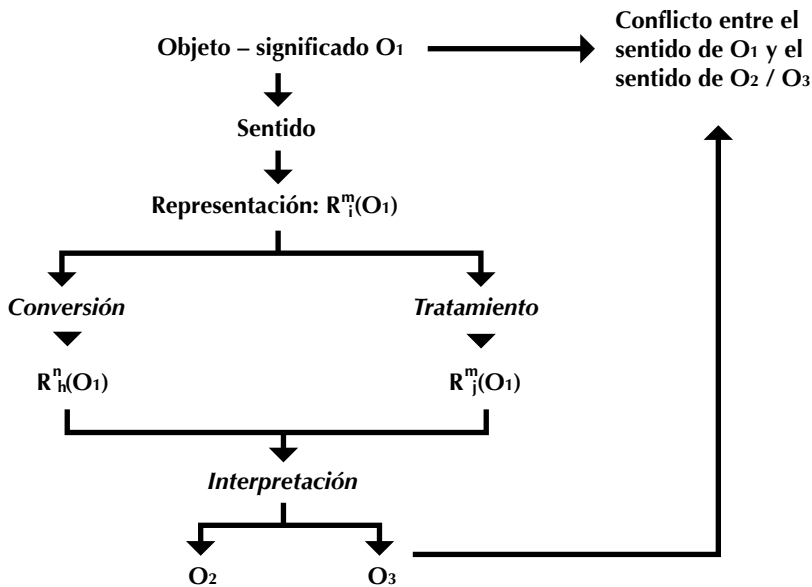 Objeto – significado O₁
Conflicto entre el
sentido de O₁ y el
sentido de O₂ / O₃
Sentido
Representación: Rᵐᵢ(O₁)
Conversión
Tratamiento
Rⁿₕ(O₁)
Rᵐⱼ(O₁)
Interpretación
O₂
O₃